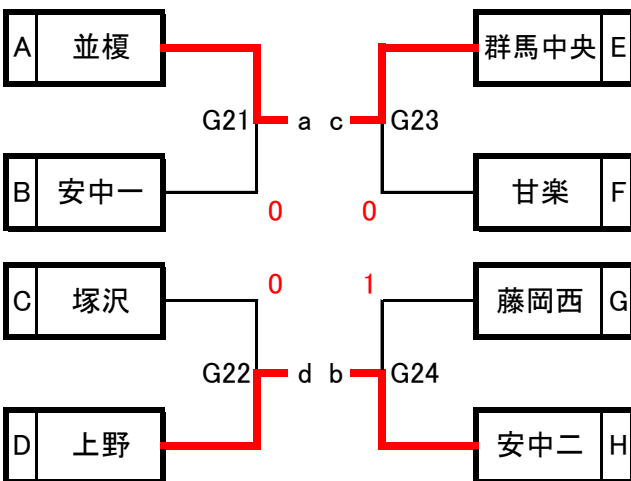 A 並榎 群馬中央 E
G21 a c G23
B 安中一 甘楽 F
0 0
0 1
C 塚沢 藤岡西 G
G22 d b G24
D 上野 安中二 H